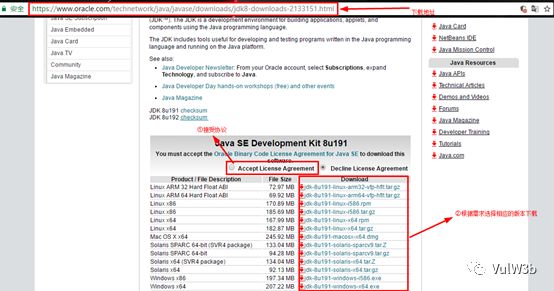 安全
https://www.oracle.com/technetwork/java/javase/downloads/jdk8-downloads-2133151.html
下载地址
Java SE Support
Java SE Advanced
Java Embedded
Java TV
Community
Java Magazine
(JDK™). The JDK is a development environment for building applications, applets, and
components using the Java programming language.
The JDK includes tools useful for developing and testing programs written in the Java programming
language and running on the Java platform.
See also:
Java Developer Newsletter: From your Oracle account, select Subscriptions, expand
Technology, and subscribe to Java.
Java Developer Day hands-on workshops (free) and other events
Java Magazine
JDK 8u191 checksum
JDK 8u192 checksum
①接受协议
Java SE Development Kit 8u191
You must accept the Oracle Binary Code License Agreement for Java SE to download this
software.
Accept License Agreement Decline License Agreement
Product / File Description File Size Download
Linux ARM 32 Hard Float ABI 72.97 MB jdk-8u191-linux-arm32-vfp-hflt.tar.gz
Linux ARM 64 Hard Float ABI 69.92 MB jdk-8u191-linux-arm64-vfp-hflt.tar.gz
Linux x86 170.89 MB jdk-8u191-linux-i586.rpm
Linux x86 185.69 MB jdk-8u191-linux-i586.tar.gz
Linux x64 167.99 MB jdk-8u191-linux-x64.rpm
Linux x64 182.87 MB jdk-8u191-linux-x64.tar.gz
Mac OS X x64 245.92 MB jdk-8u191-macosx-x64.dmg
Solaris SPARC 64-bit (SVR4 package) 133.04 MB jdk-8u191-solaris-sparcv9.tar.Z
Solaris SPARC 64-bit 94.28 MB jdk-8u191-solaris-sparcv9.tar.gz
Solaris x64 (SVR4 package) 134.04 MB jdk-8u191-solaris-x64.tar.Z
Solaris x64 92.13 MB jdk-8u191-solaris-x64.tar.gz
Windows x86 197.34 MB jdk-8u191-windows-i586.exe
Windows x64 207.22 MB jdk-8u191-windows-x64.exe
②根据需求选择相应的版本下载
Java Card
NetBeans IDE
Java Mission Control
Java Resources
Java APIs
Technical Articles
Demos and Videos
Forums
Java Magazine
Developer Training
Tutorials
Java.com
VulW3b